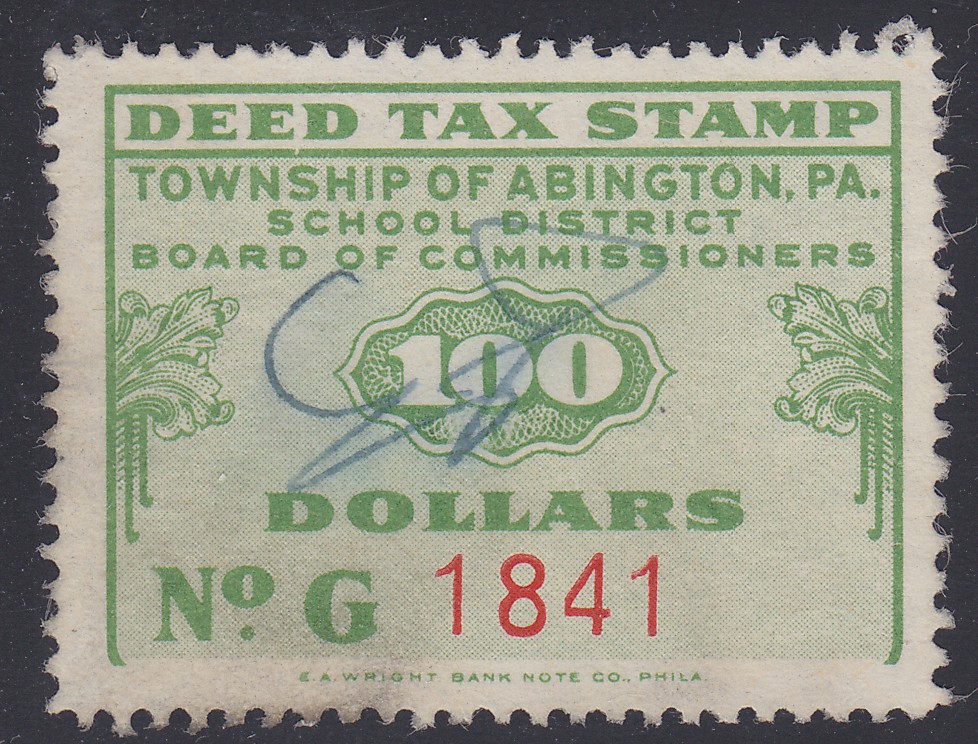 DEED TAX STAMP
TOWNSHIP OF ABINGTON, PA.
SCHOOL DISTRICT
BOARD OF COMMISSIONERS
100
DOLLARS
No. G 1841
E.A. WRIGHT BANK NOTE CO., PHILA.